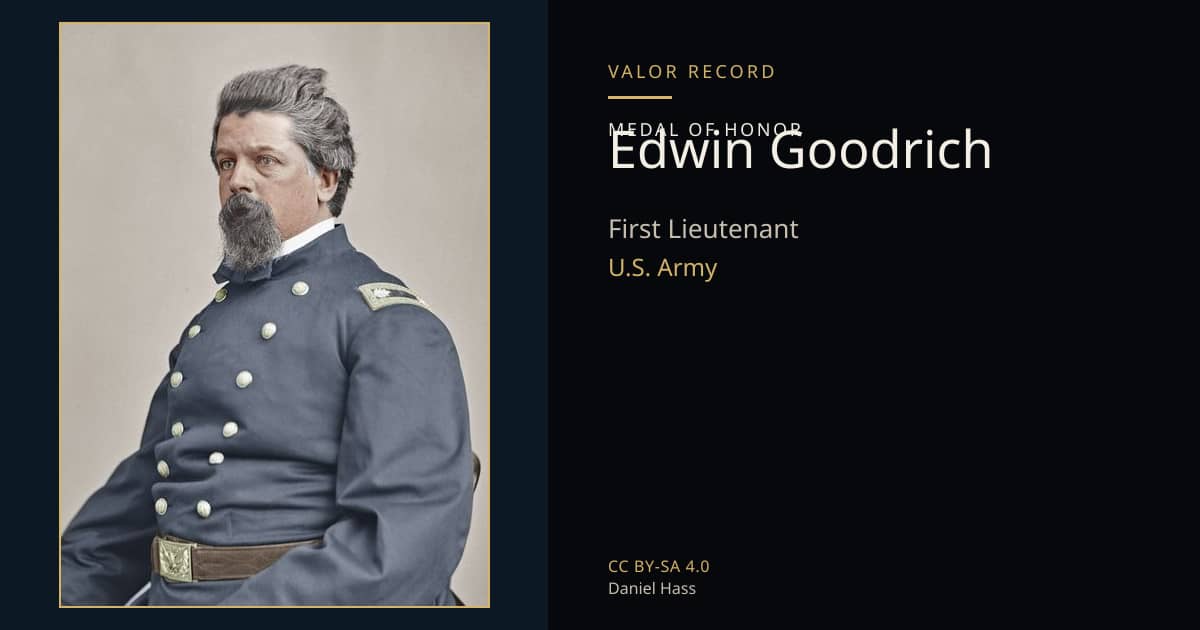 VALOR RECORD
MEDAL OF HONOR
Edwin Goodrich
First Lieutenant
U.S. Army
CC BY-SA 4.0
Daniel Hass